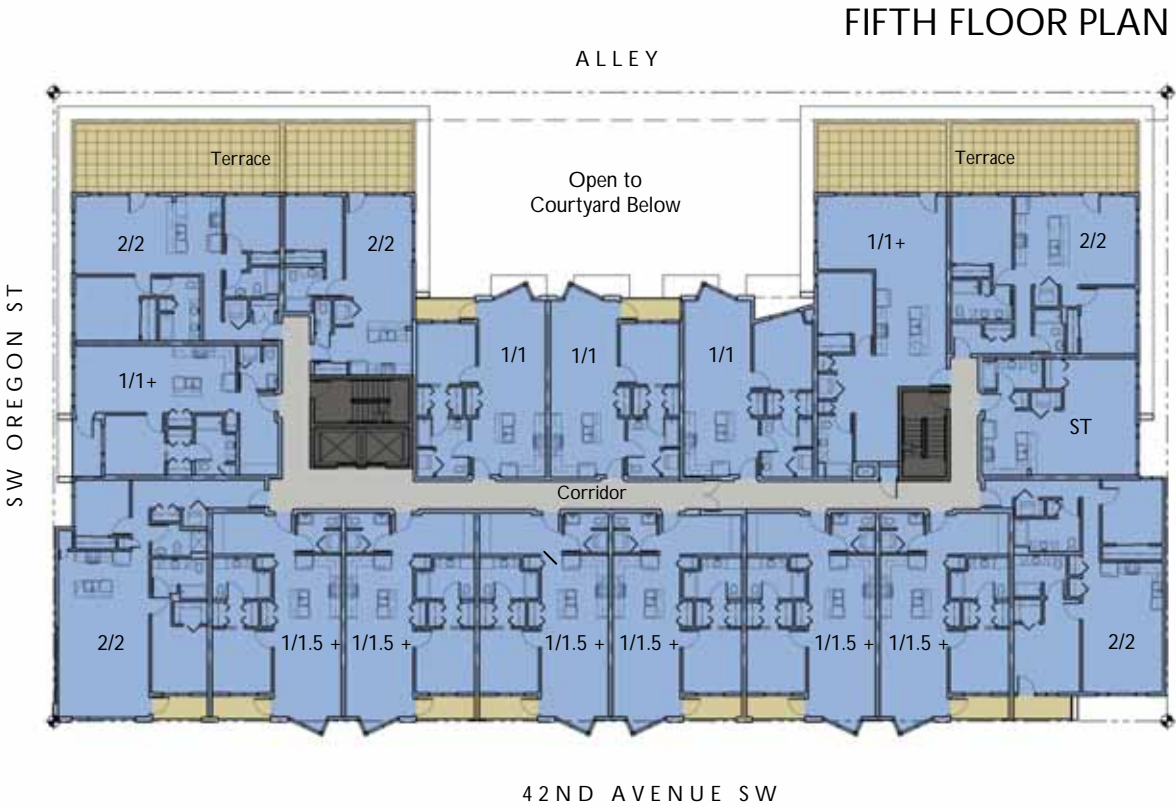 FIFTH FLOOR PLAN
ALLEY
Terrace
Terrace
Open to
Courtyard Below
2/2
2/2
1/1+
2/2
SW OREGON ST
1/1
1/1
1/1
1/1+
ST
Corridor
2/2
1/1.5 +
1/1.5 +
1/1.5 +
1/1.5 +
1/1.5 +
1/1.5 +
2/2
42ND AVENUE SW